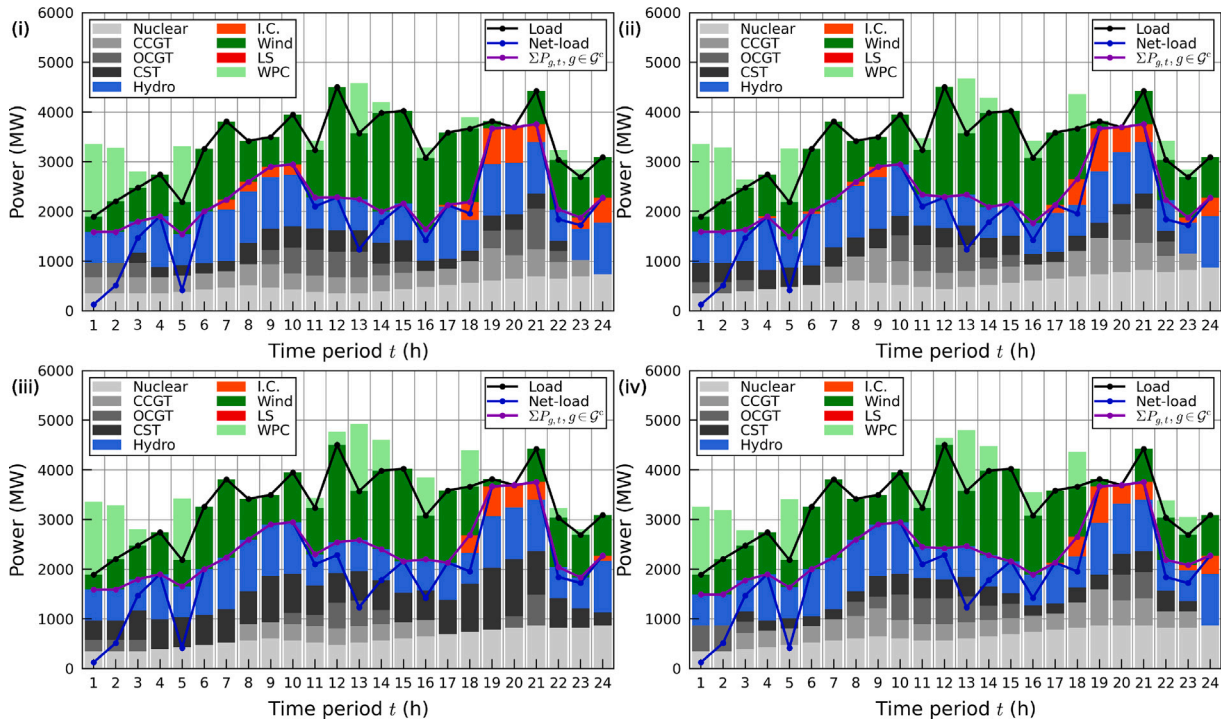 (i)
6000
5000
4000
3000
2000
1000
0
Power (MW)
Nuclear
CCGT
OCGT
CST
Hydro
I.C.
Wind
LS
WPC
Load
Net-load
ΣP_{g,t}, g ∈ 𝒢^c
1 2 3 4 5 6 7 8 9 10 11 12 13 14 15 16 17 18 19 20 21 22 23 24
Time period t (h)
(ii)
6000
5000
4000
3000
2000
1000
0
Power (MW)
Nuclear
CCGT
OCGT
CST
Hydro
I.C.
Wind
LS
WPC
Load
Net-load
ΣP_{g,t}, g ∈ 𝒢^c
1 2 3 4 5 6 7 8 9 10 11 12 13 14 15 16 17 18 19 20 21 22 23 24
Time period t (h)
(iii)
6000
5000
4000
3000
2000
1000
0
Power (MW)
Nuclear
CCGT
OCGT
CST
Hydro
I.C.
Wind
LS
WPC
Load
Net-load
ΣP_{g,t}, g ∈ 𝒢^c
1 2 3 4 5 6 7 8 9 10 11 12 13 14 15 16 17 18 19 20 21 22 23 24
Time period t (h)
(iv)
6000
5000
4000
3000
2000
1000
0
Power (MW)
Nuclear
CCGT
OCGT
CST
Hydro
I.C.
Wind
LS
WPC
Load
Net-load
ΣP_{g,t}, g ∈ 𝒢^c
1 2 3 4 5 6 7 8 9 10 11 12 13 14 15 16 17 18 19 20 21 22 23 24
Time period t (h)